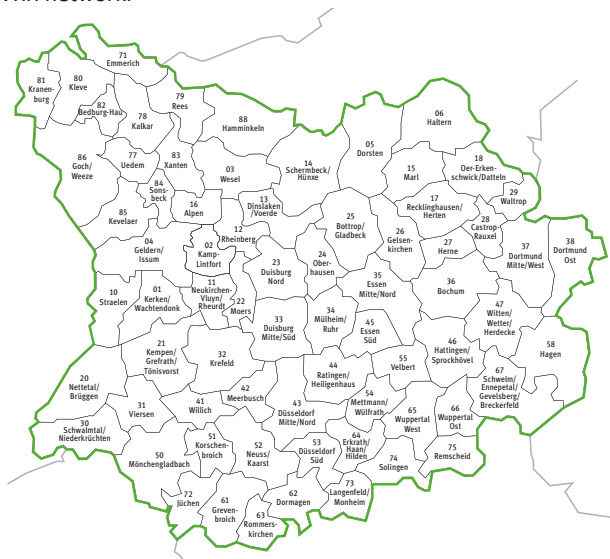 71
Emmerich
81
Kranen-
burg
80
Kleve
82
Bedburg-Hau
79
Rees
78
Kalkar
88
Hamminkeln
06
Haltern
05
Dorsten
86
Goch/
Weeze
77
Uedem
83
Xanten
84
Sons-
beck
03
Wesel
14
Schermbeck/
Hünxe
15
Marl
18
Oer-Erken-
schwick/Datteln
29
Waltrop
85
Kevelaer
16
Alpen
13
Dinslaken
/Voerde
17
Recklinghausen/
Herten
28
Castrop-
Rauxel
25
Bottrop/
Gladbeck
26
Gelsen-
kirchen
12
Rheinberg
04
Geldern/
Issum
02
Kamp-
Lintfort
27
Herne
37
Dortmund
Mitte/West
38
Dortmund
Ost
24
Ober-
hausen
23
Duisburg
Nord
35
Essen
Mitte/Nord
36
Bochum
10
Straelen
01
Kerken/
Wachtendonk
11
Neukirchen-
Vluyn/
Rheurdt
22
Moers
34
Mülheim/
Ruhr
33
Duisburg
Mitte/Süd
45
Essen
Süd
47
Witten/
Wetter/
Herdecke
46
Hattingen/
Sprockhövel
58
Hagen
21
Kempen/
Grefrath/
Tönisvorst
32
Krefeld
44
Ratingen/
Heiligenhaus
55
Velbert
67
Schwelm/
Ennepetal/
Gevelsberg/
Breckerfeld
20
Nettetal/
Brüggen
42
Meerbusch
41
Willich
31
Viersen
43
Düsseldorf
Mitte/Nord
54
Mettmann/
Wülfrath
65
Wuppertal
West
66
Wuppertal
Ost
30
Schwalmtal/
Niederkrüchten
51
Korschen-
broich
52
Neuss/
Kaarst
53
Düsseldorf
Süd
64
Erkrath/
Haan/
Hilden
50
Mönchengladbach
74
Solingen
75
Remscheid
73
Langenfeld/
Monheim
72
Jüchen
61
Greven-
broich
62
Dormagen
63
Rommers-
kirchen